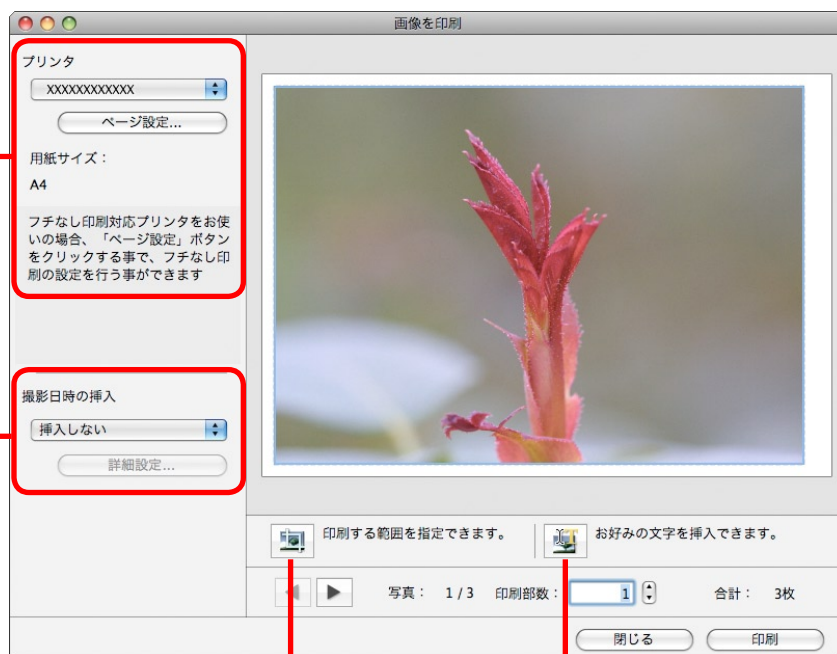 画像を印刷
プリンタ
XXXXXXXXXXXX
ページ設定...
用紙サイズ：
A4
フチなし印刷対応プリンタをお使
いの場合、「ページ設定」ボタン
をクリックする事で、フチなし印
刷の設定を行う事ができます
撮影日時の挿入
挿入しない
詳細設定...
印刷する範囲を指定できます。
お好みの文字を挿入できます。
写真： 1 / 3 印刷部数： 1 合計： 3枚
閉じる 印刷